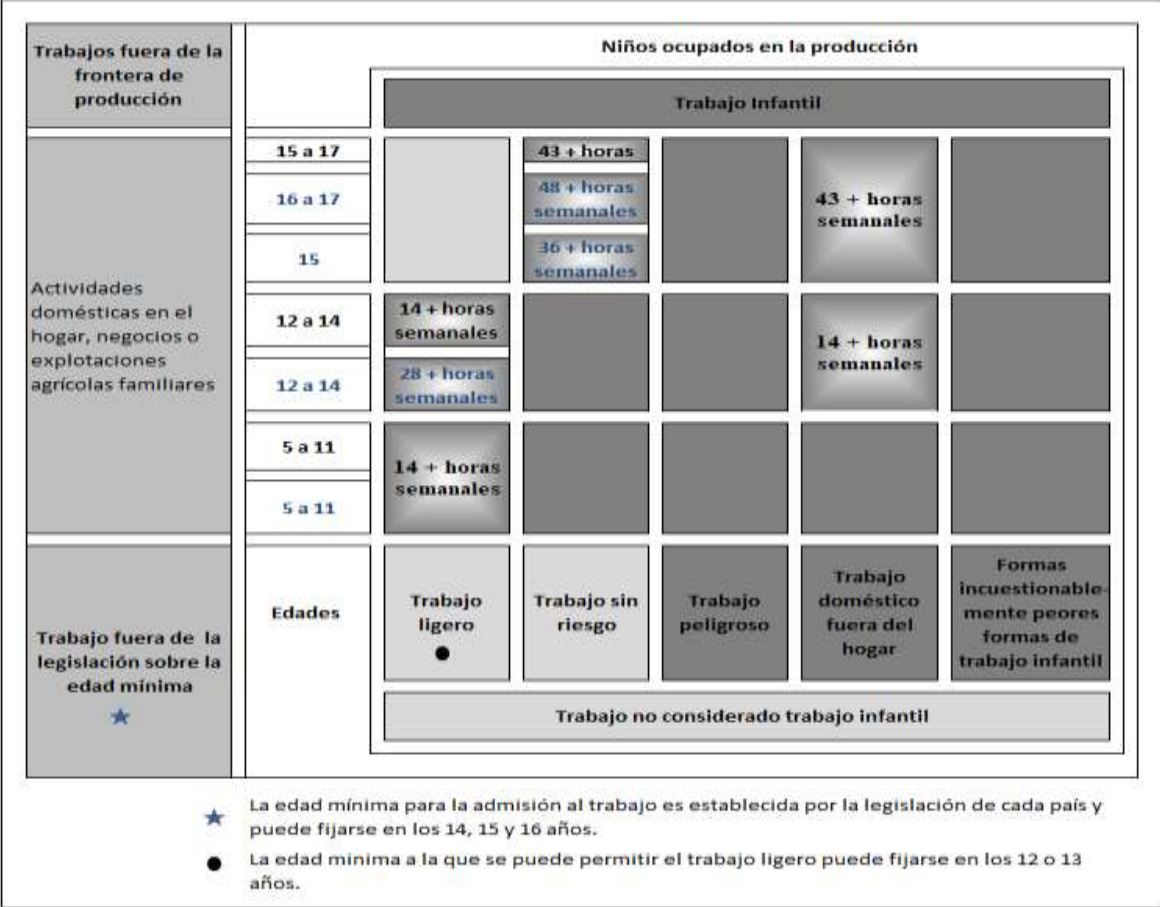 Trabajos fuera de la
frontera de
producción
Niños ocupados en la producción
Trabajo Infantil
Actividades
domésticas en el
hogar, negocios o
explotaciones
agrícolas familiares
15 a 17
43 + horas
16 a 17
48 + horas
semanales
43 + horas
semanales
15
36 + horas
semanales
12 a 14
14 + horas
semanales
14 + horas
semanales
12 a 14
28 + horas
semanales
5 a 11
14 + horas
semanales
5 a 11
Trabajo fuera de la
legislación sobre la
edad mínima
Edades
Trabajo
ligero
Trabajo sin
riesgo
Trabajo
peligroso
Trabajo
doméstico
fuera del
hogar
Formas
incuestionable-
mente peores
formas de
trabajo infantil
Trabajo no considerado trabajo infantil
La edad mínima para la admisión al trabajo es establecida por la legislación de cada país y
puede fijarse en los 14, 15 y 16 años.
La edad minima a la que se puede permitir el trabajo ligero puede fijarse en los 12 o 13
años.